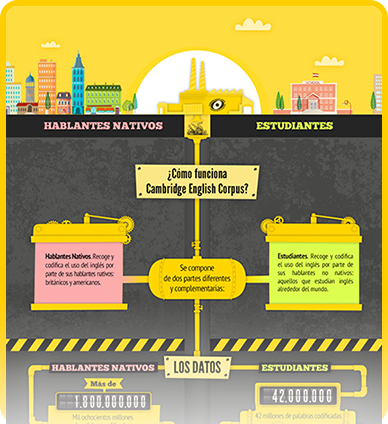 HABLANTES NATIVOS
ESTUDIANTES
¿Cómo funciona
Cambridge English Corpus?
Hablantes Nativos. Recoge y
codifica el uso del inglés por
parte de sus hablantes nativos:
británicos y americanos.
Se compone
de dos partes diferentes
y complementarias:
Estudiantes. Recoge y codifica
el uso del inglés por parte
de sus hablantes no nativos:
aquellos que estudian inglés
alrededor del mundo.
HABLANTES NATIVOS
LOS DATOS
ESTUDIANTES
Más de
1.800.000.000
Mil ochocientos millones
42.000.000
42 millones de palabras codificadas